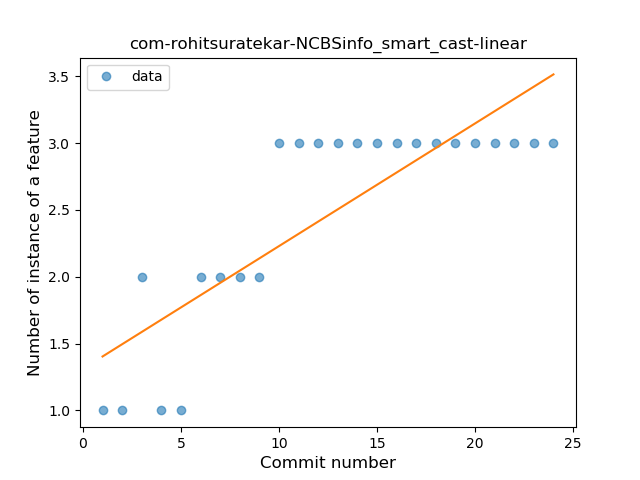 com-rohitsuratekar-NCBSinfo_smart_cast-linear
data
Number of instance of a feature
3.5
3.0
2.5
2.0
1.5
1.0
0 5 10 15 20 25
Commit number